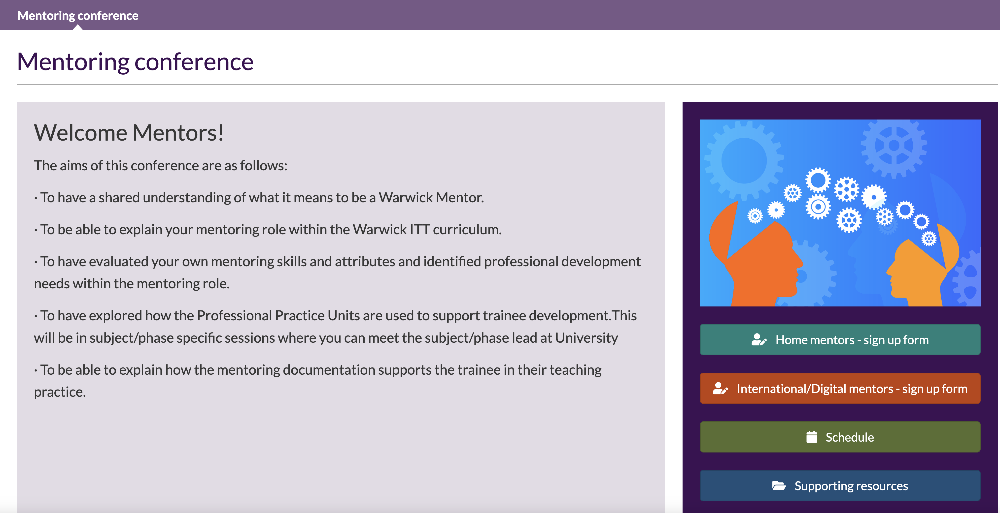 Mentoring conference
Mentoring conference
Welcome Mentors!
The aims of this conference are as follows:
· To have a shared understanding of what it means to be a Warwick Mentor.
· To be able to explain your mentoring role within the Warwick ITT curriculum.
· To have evaluated your own mentoring skills and attributes and identified professional development
needs within the mentoring role.
· To have explored how the Professional Practice Units are used to support trainee development.This
will be in subject/phase specific sessions where you can meet the subject/phase lead at University
· To be able to explain how the mentoring documentation supports the trainee in their teaching
practice.
Home mentors - sign up form
International/Digital mentors - sign up form
Schedule
Supporting resources